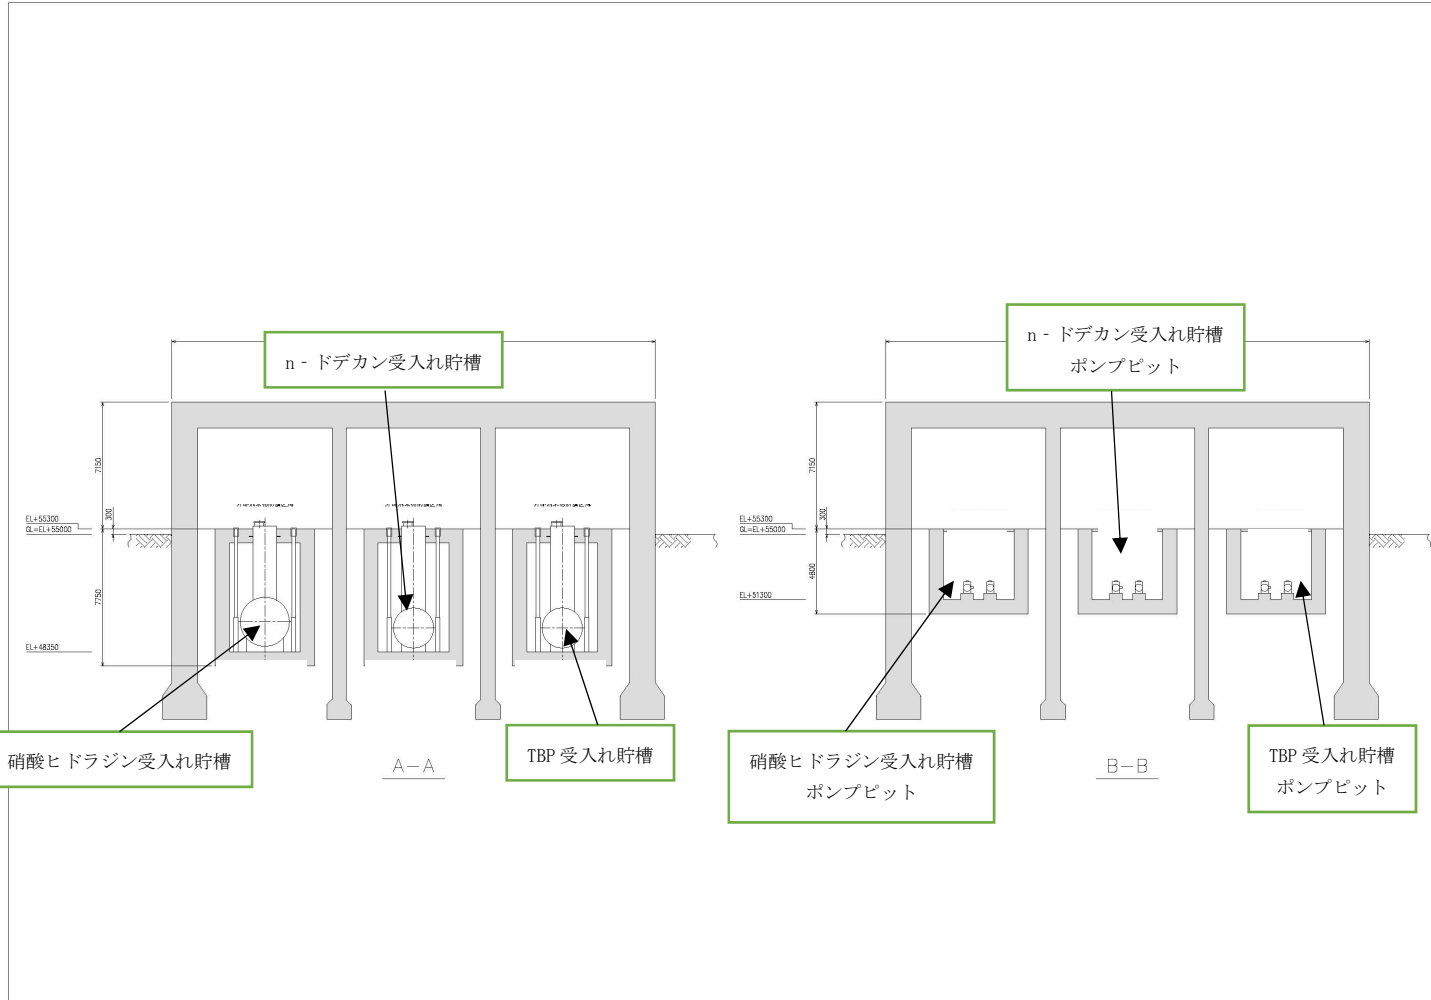 n‐ドデカン受入れ貯槽
7150
300
EL+55300
GL=EL+55000
7750
EL+48350
硝酸ヒドラジン受入れ貯槽
A-A
TBP 受入れ貯槽
n‐ドデカン受入れ貯槽
ポンプピット
7150
300
EL+55300
GL=EL+55000
4800
EL+51300
硝酸ヒドラジン受入れ貯槽
ポンプピット
B-B
TBP 受入れ貯槽
ポンプピット